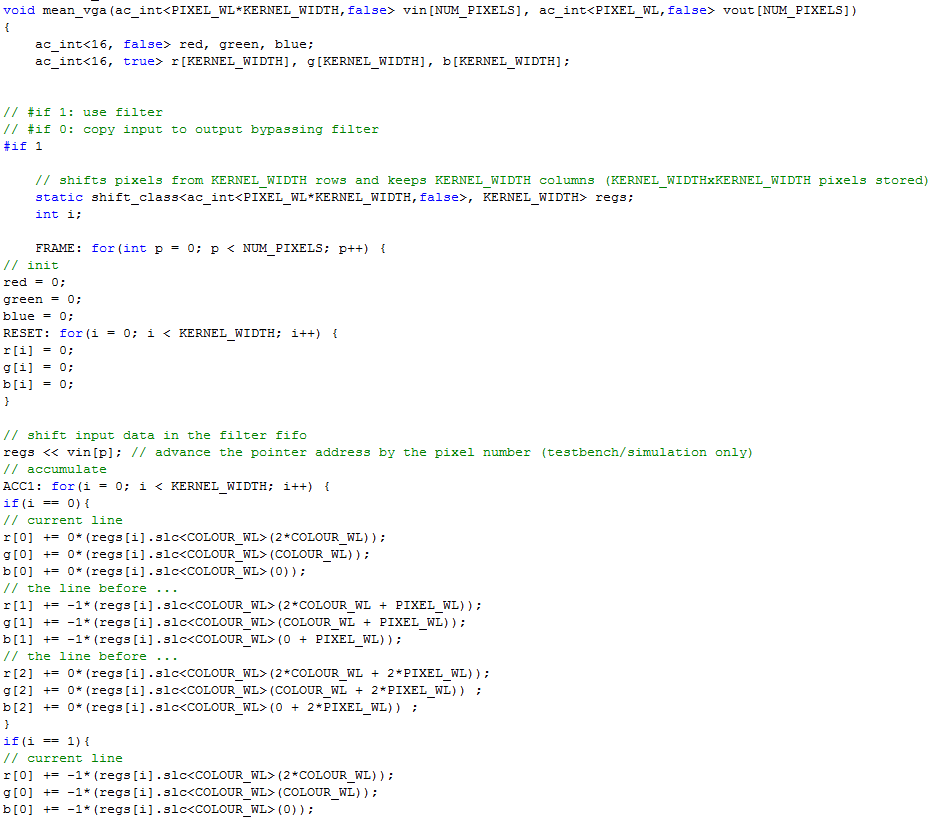 void mean_vga(ac_int<PIXEL_WL*KERNEL_WIDTH,false> vin[NUM_PIXELS], ac_int<PIXEL_WL,false> vout[NUM_PIXELS])
{
    ac_int<16, false> red, green, blue;
    ac_int<16, true> r[KERNEL_WIDTH], g[KERNEL_WIDTH], b[KERNEL_WIDTH];
// #if 1: use filter
// #if 0: copy input to output bypassing filter
#if 1
    // shifts pixels from KERNEL_WIDTH rows and keeps KERNEL_WIDTH columns (KERNEL_WIDTHxKERNEL_WIDTH pixels stored)
    static shift_class<ac_int<PIXEL_WL*KERNEL_WIDTH,false>, KERNEL_WIDTH> regs;
    int i;
    FRAME: for(int p = 0; p < NUM_PIXELS; p++) {
// init
red = 0;
green = 0;
blue = 0;
RESET: for(i = 0; i < KERNEL_WIDTH; i++) {
r[i] = 0;
g[i] = 0;
b[i] = 0;
}
// shift input data in the filter fifo
regs << vin[p]; // advance the pointer address by the pixel number (testbench/simulation only)
// accumulate
ACC1: for(i = 0; i < KERNEL_WIDTH; i++) {
if(i == 0){
// current line
r[0] += 0*(regs[i].slc<COLOUR_WL>(2*COLOUR_WL));
g[0] += 0*(regs[i].slc<COLOUR_WL>(COLOUR_WL));
b[0] += 0*(regs[i].slc<COLOUR_WL>(0));
// the line before ...
r[1] += -1*(regs[i].slc<COLOUR_WL>(2*COLOUR_WL + PIXEL_WL));
g[1] += -1*(regs[i].slc<COLOUR_WL>(COLOUR_WL + PIXEL_WL));
b[1] += -1*(regs[i].slc<COLOUR_WL>(0 + PIXEL_WL));
// the line before ...
r[2] += 0*(regs[i].slc<COLOUR_WL>(2*COLOUR_WL + 2*PIXEL_WL));
g[2] += 0*(regs[i].slc<COLOUR_WL>(COLOUR_WL + 2*PIXEL_WL)) ;
b[2] += 0*(regs[i].slc<COLOUR_WL>(0 + 2*PIXEL_WL)) ;
}
if(i == 1){
// current line
r[0] += -1*(regs[i].slc<COLOUR_WL>(2*COLOUR_WL));
g[0] += -1*(regs[i].slc<COLOUR_WL>(COLOUR_WL));
b[0] += -1*(regs[i].slc<COLOUR_WL>(0));